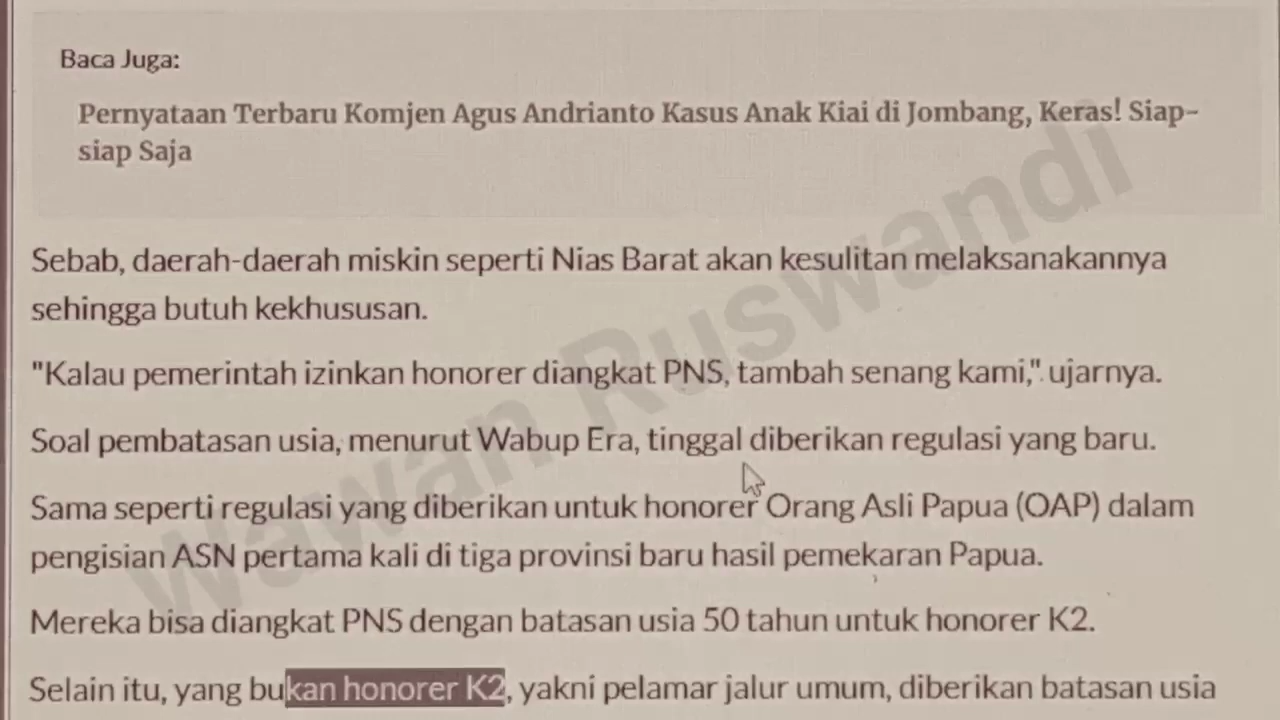 Baca Juga:
Pernyataan Terbaru Komjen Agus Andrianto Kasus Anak Kiai di Jombang, Keras! Siap-
siap Saja
Sebab, daerah-daerah miskin seperti Nias Barat akan kesulitan melaksanakannya
sehingga butuh kekhususan.
"Kalau pemerintah izinkan honorer diangkat PNS, tambah senang kami," ujarnya.
Soal pembatasan usia, menurut Wabup Era, tinggal diberikan regulasi yang baru.
Sama seperti regulasi yang diberikan untuk honorer Orang Asli Papua (OAP) dalam
pengisian ASN pertama kali di tiga provinsi baru hasil pemekaran Papua.
Mereka bisa diangkat PNS dengan batasan usia 50 tahun untuk honorer K2.
Selain itu, yang bukan honorer K2, yakni pelamar jalur umum, diberikan batasan usia
Wawan Ruswandi